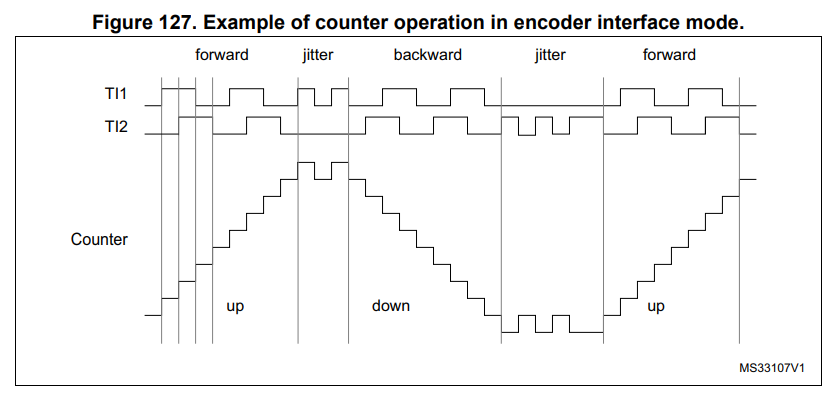 Figure 127. Example of counter operation in encoder interface mode.
forward jitter backward jitter forward
TI1
TI2
Counter
up down up
MS33107V1